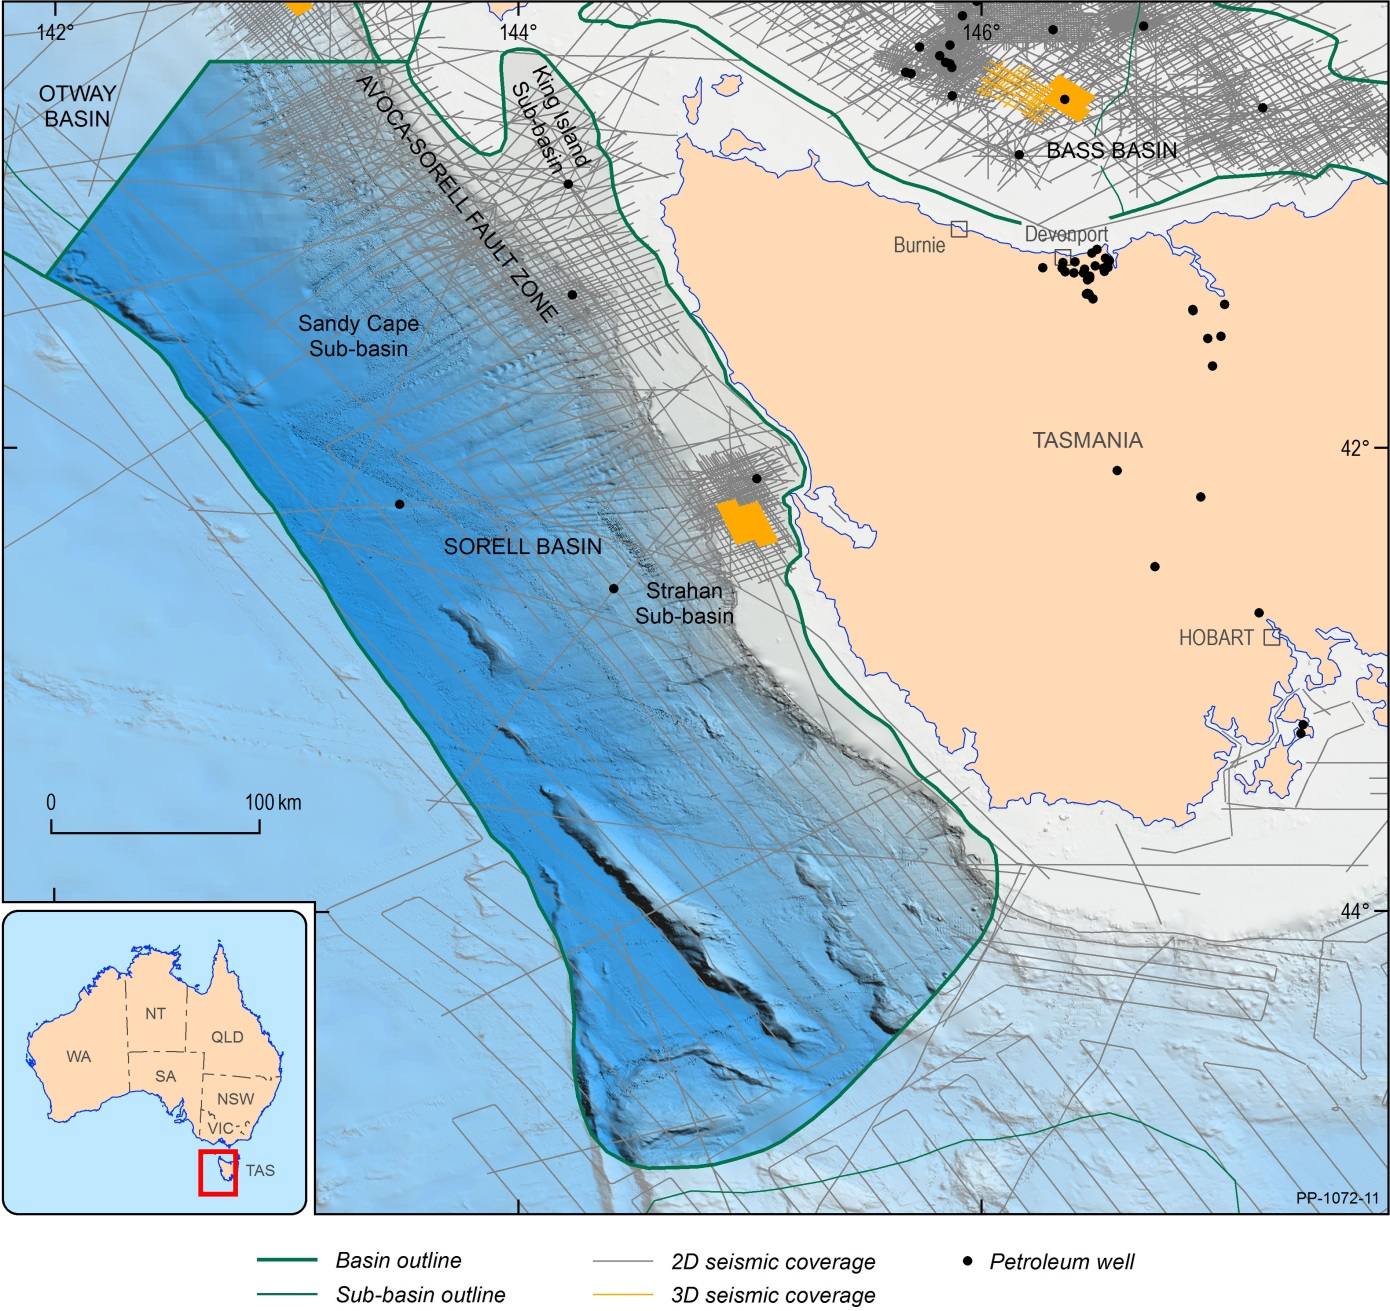 142°
144°
146°
OTWAY
BASIN
AVOCA-SORELL FAULT ZONE
King Island
Sub-basin
BASS BASIN
Burnie
Devonport
Sandy Cape
Sub-basin
TASMANIA
42°
SORELL BASIN
Strahan
Sub-basin
HOBART
0
100 km
44°
NT
QLD
WA
SA
NSW
VIC
TAS
PP-1072-11
Basin outline
2D seismic coverage
Petroleum well
Sub-basin outline
3D seismic coverage